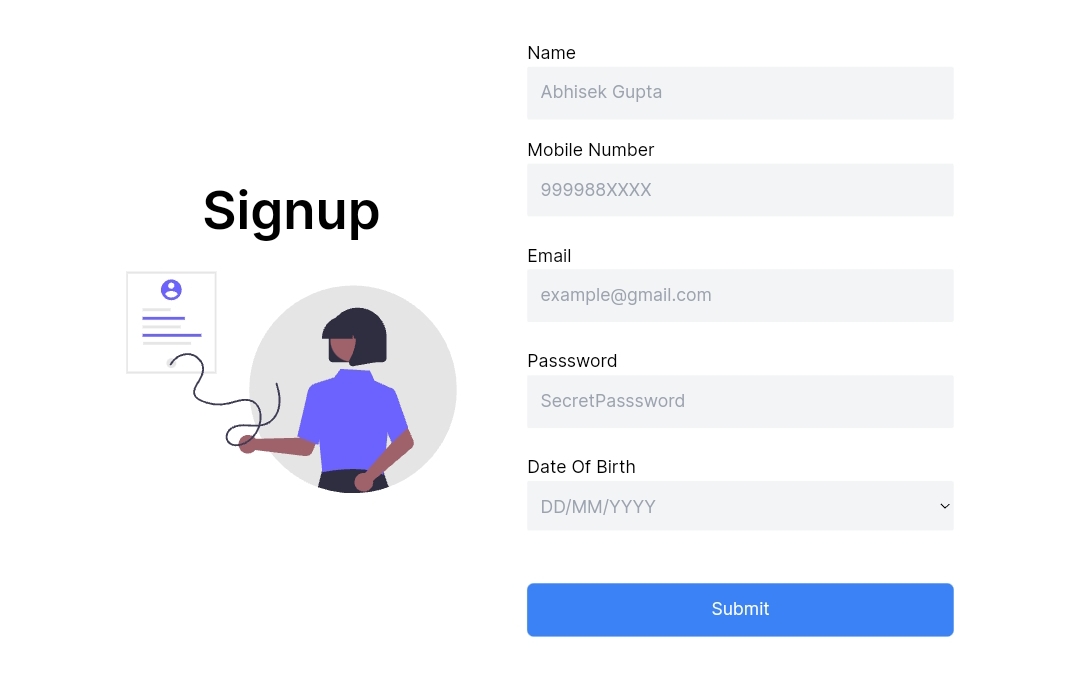 Signup
Name
Abhisek Gupta
Mobile Number
999988XXXX
Email
example@gmail.com
Passsword
SecretPasssword
Date Of Birth
DD/MM/YYYY
Submit